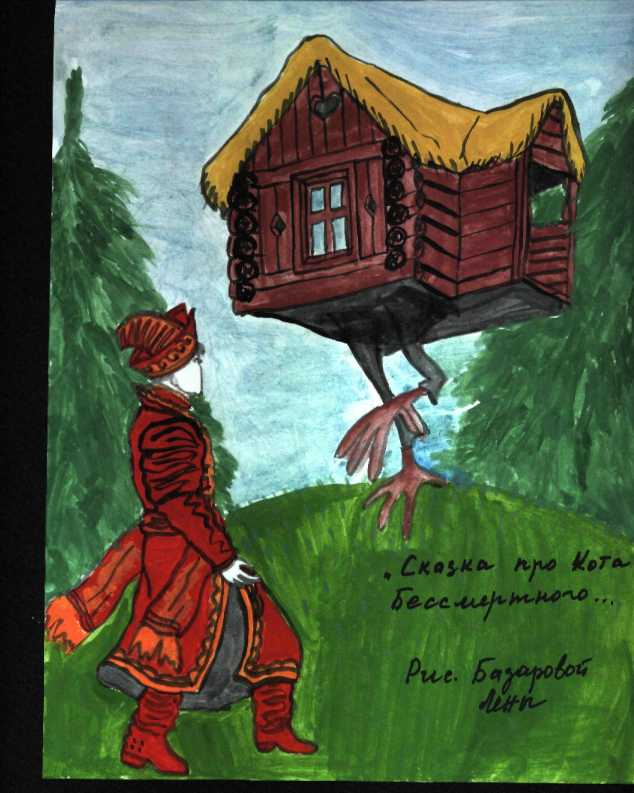 „Сказка про Кота
Бессмертного...
Рис. Базаровой
Лены